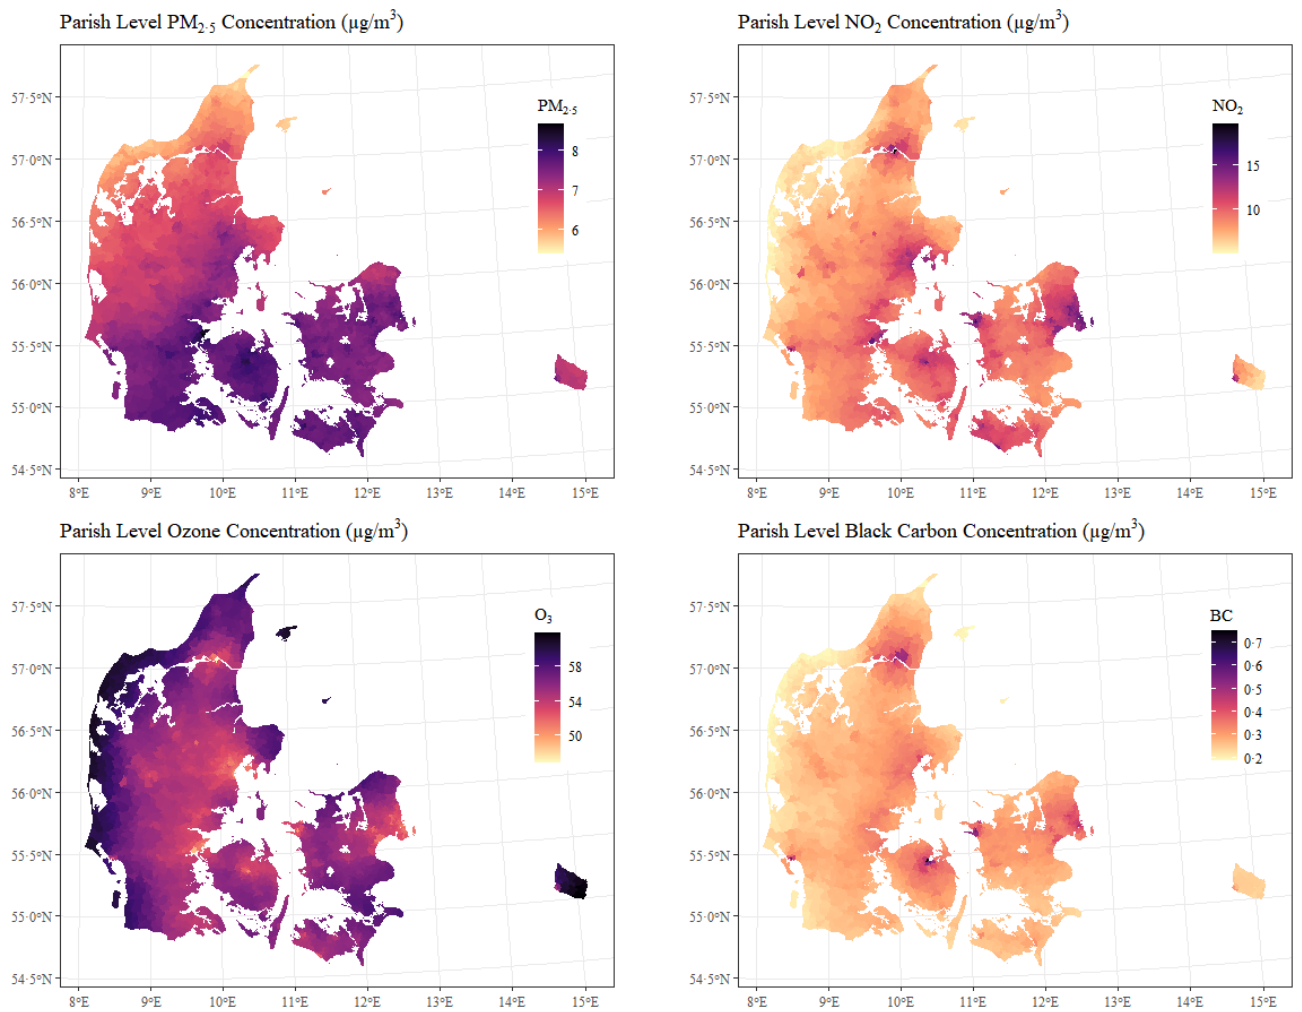 Parish Level PM2·5 Concentration (µg/m3)
57·5°N
57·0°N
56·5°N
56·0°N
55·5°N
55·0°N
54·5°N
8°E 9°E 10°E 11°E 12°E 13°E 14°E 15°E
PM2·5
8
7
6
Parish Level NO2 Concentration (µg/m3)
57·5°N
57·0°N
56·5°N
56·0°N
55·5°N
55·0°N
54·5°N
8°E 9°E 10°E 11°E 12°E 13°E 14°E 15°E
NO2
15
10
Parish Level Ozone Concentration (µg/m3)
57·5°N
57·0°N
56·5°N
56·0°N
55·5°N
55·0°N
54·5°N
8°E 9°E 10°E 11°E 12°E 13°E 14°E 15°E
O3
58
54
50
Parish Level Black Carbon Concentration (µg/m3)
57·5°N
57·0°N
56·5°N
56·0°N
55·5°N
55·0°N
54·5°N
8°E 9°E 10°E 11°E 12°E 13°E 14°E 15°E
BC
0·7
0·6
0·5
0·4
0·3
0·2